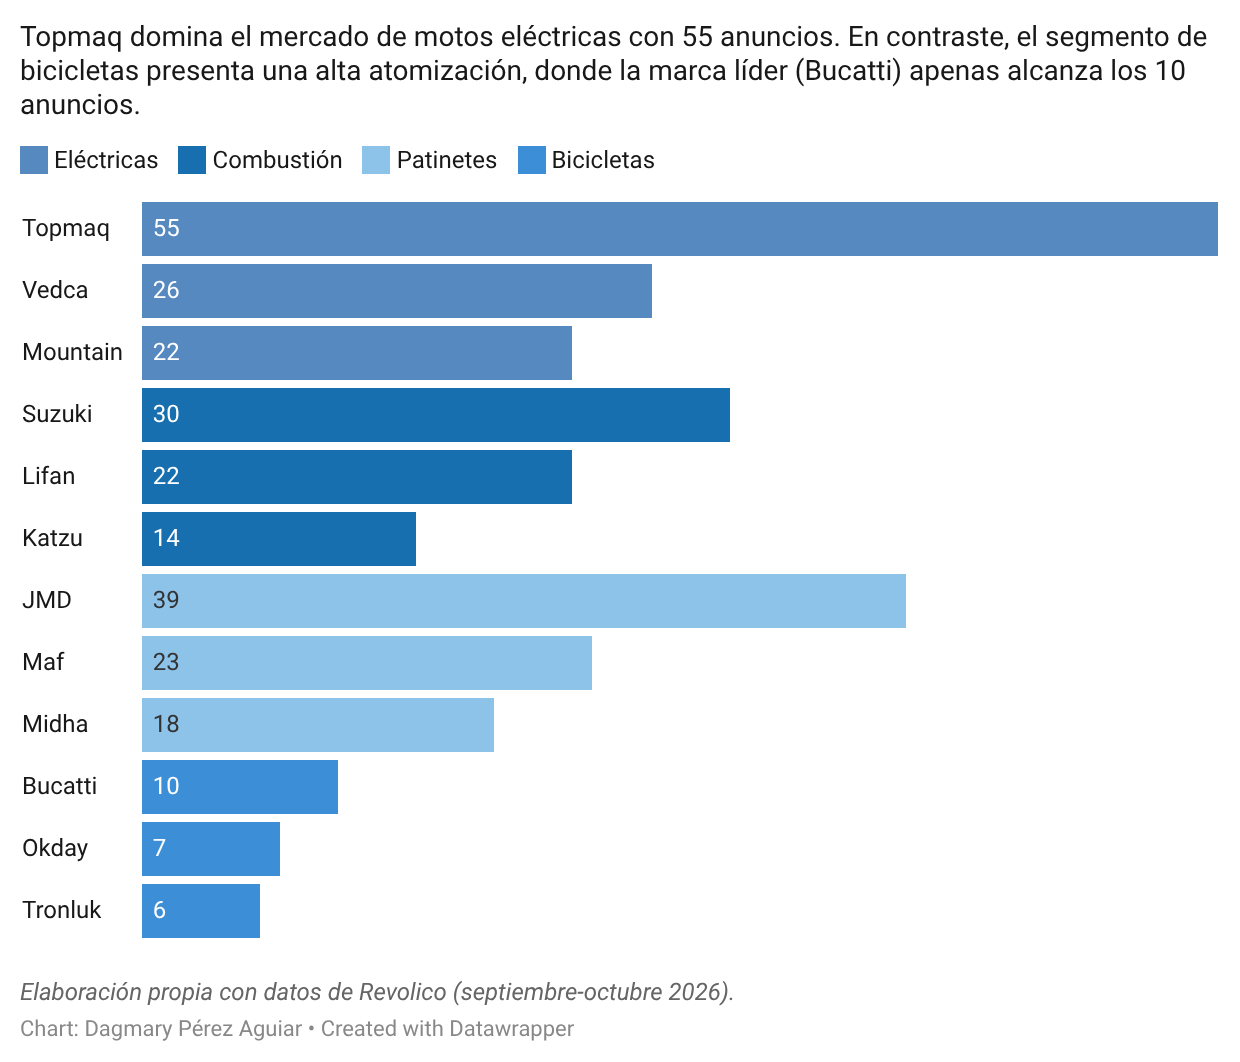 Topmaq domina el mercado de motos eléctricas con 55 anuncios. En contraste, el segmento de
bicicletas presenta una alta atomización, donde la marca líder (Bucatti) apenas alcanza los 10
anuncios.
Eléctricas Combustión Patinetes Bicicletas
Topmaq 55
Vedca 26
Mountain 22
Suzuki 30
Lifan 22
Katzu 14
JMD 39
Maf 23
Midha 18
Bucatti 10
Okday 7
Tronluk 6
Elaboración propia con datos de Revolico (septiembre-octubre 2026).
Chart: Dagmary Pérez Aguiar • Created with Datawrapper